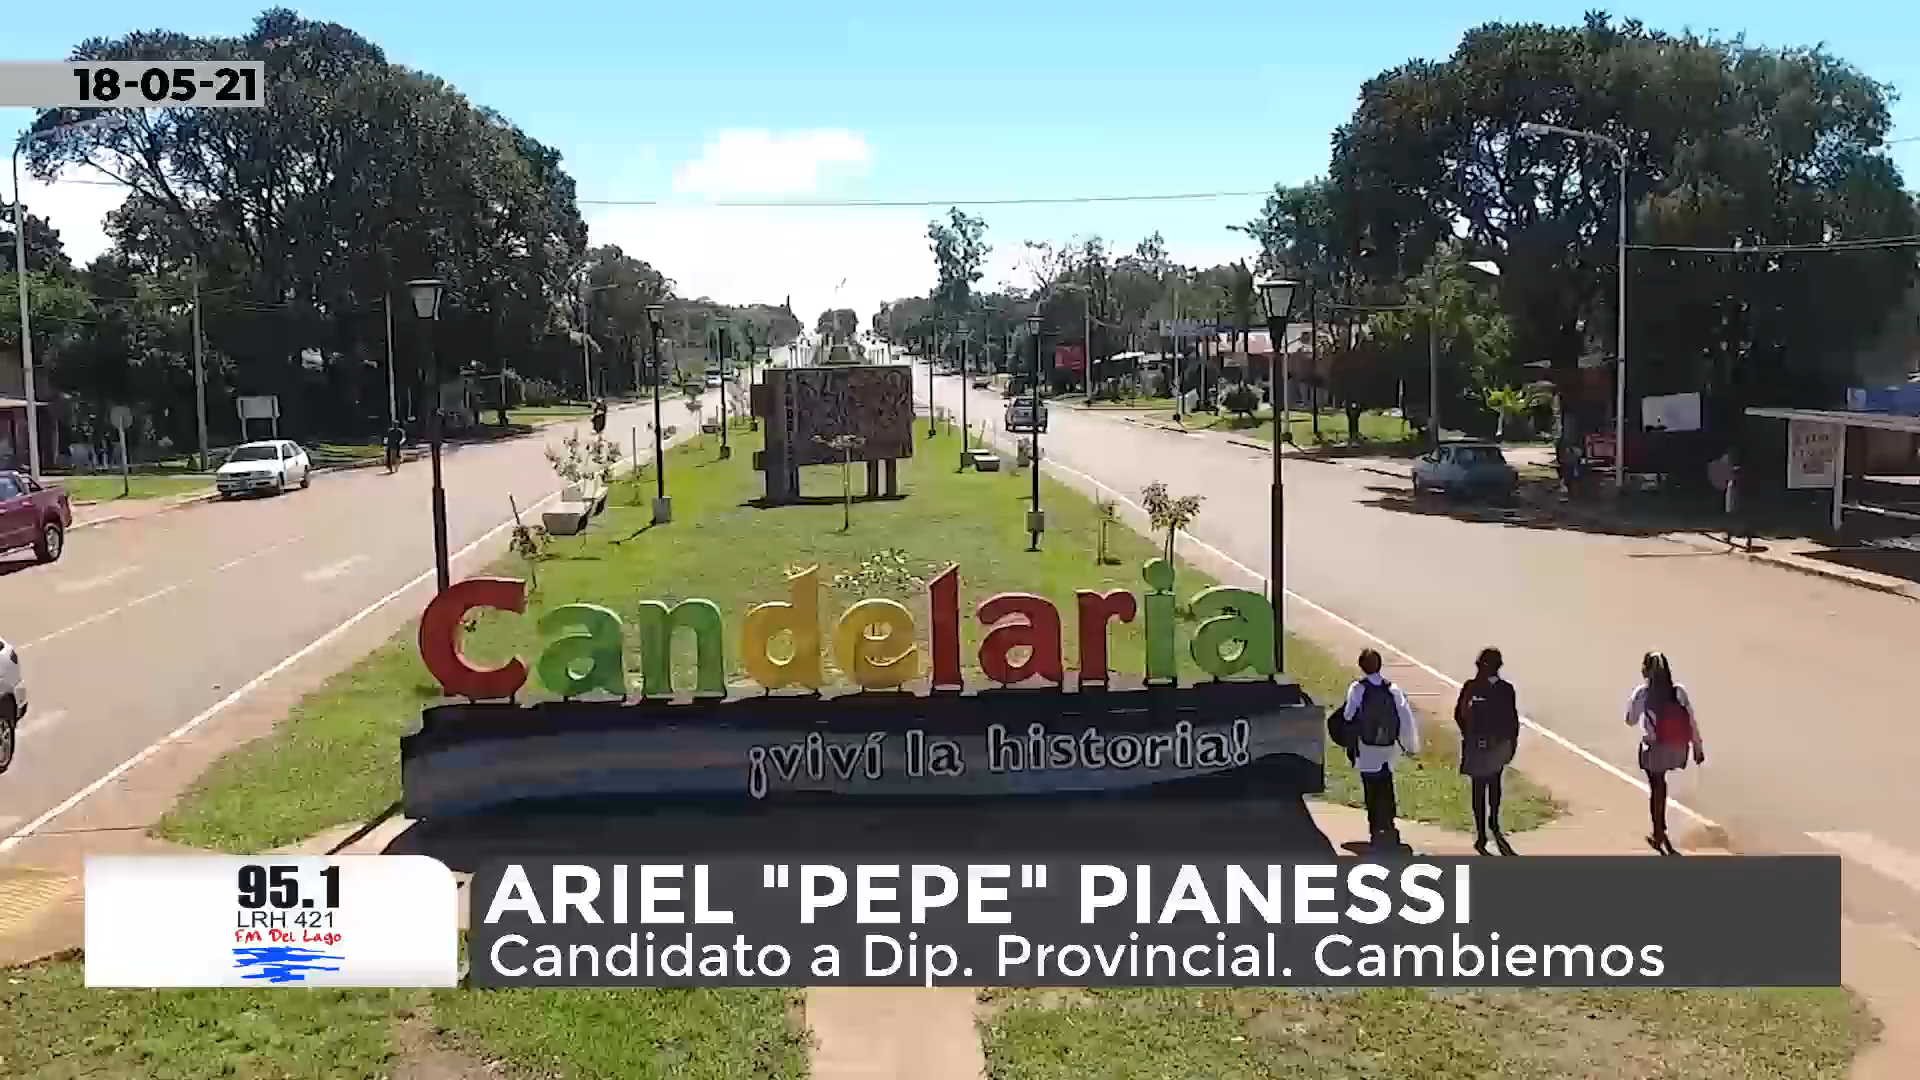 18-05-21
Candelaria
¡viví la historia!
95.1
LRH 421
FM Del Lago
ARIEL "PEPE" PIANESSI
Candidato a Dip. Provincial. Cambiemos